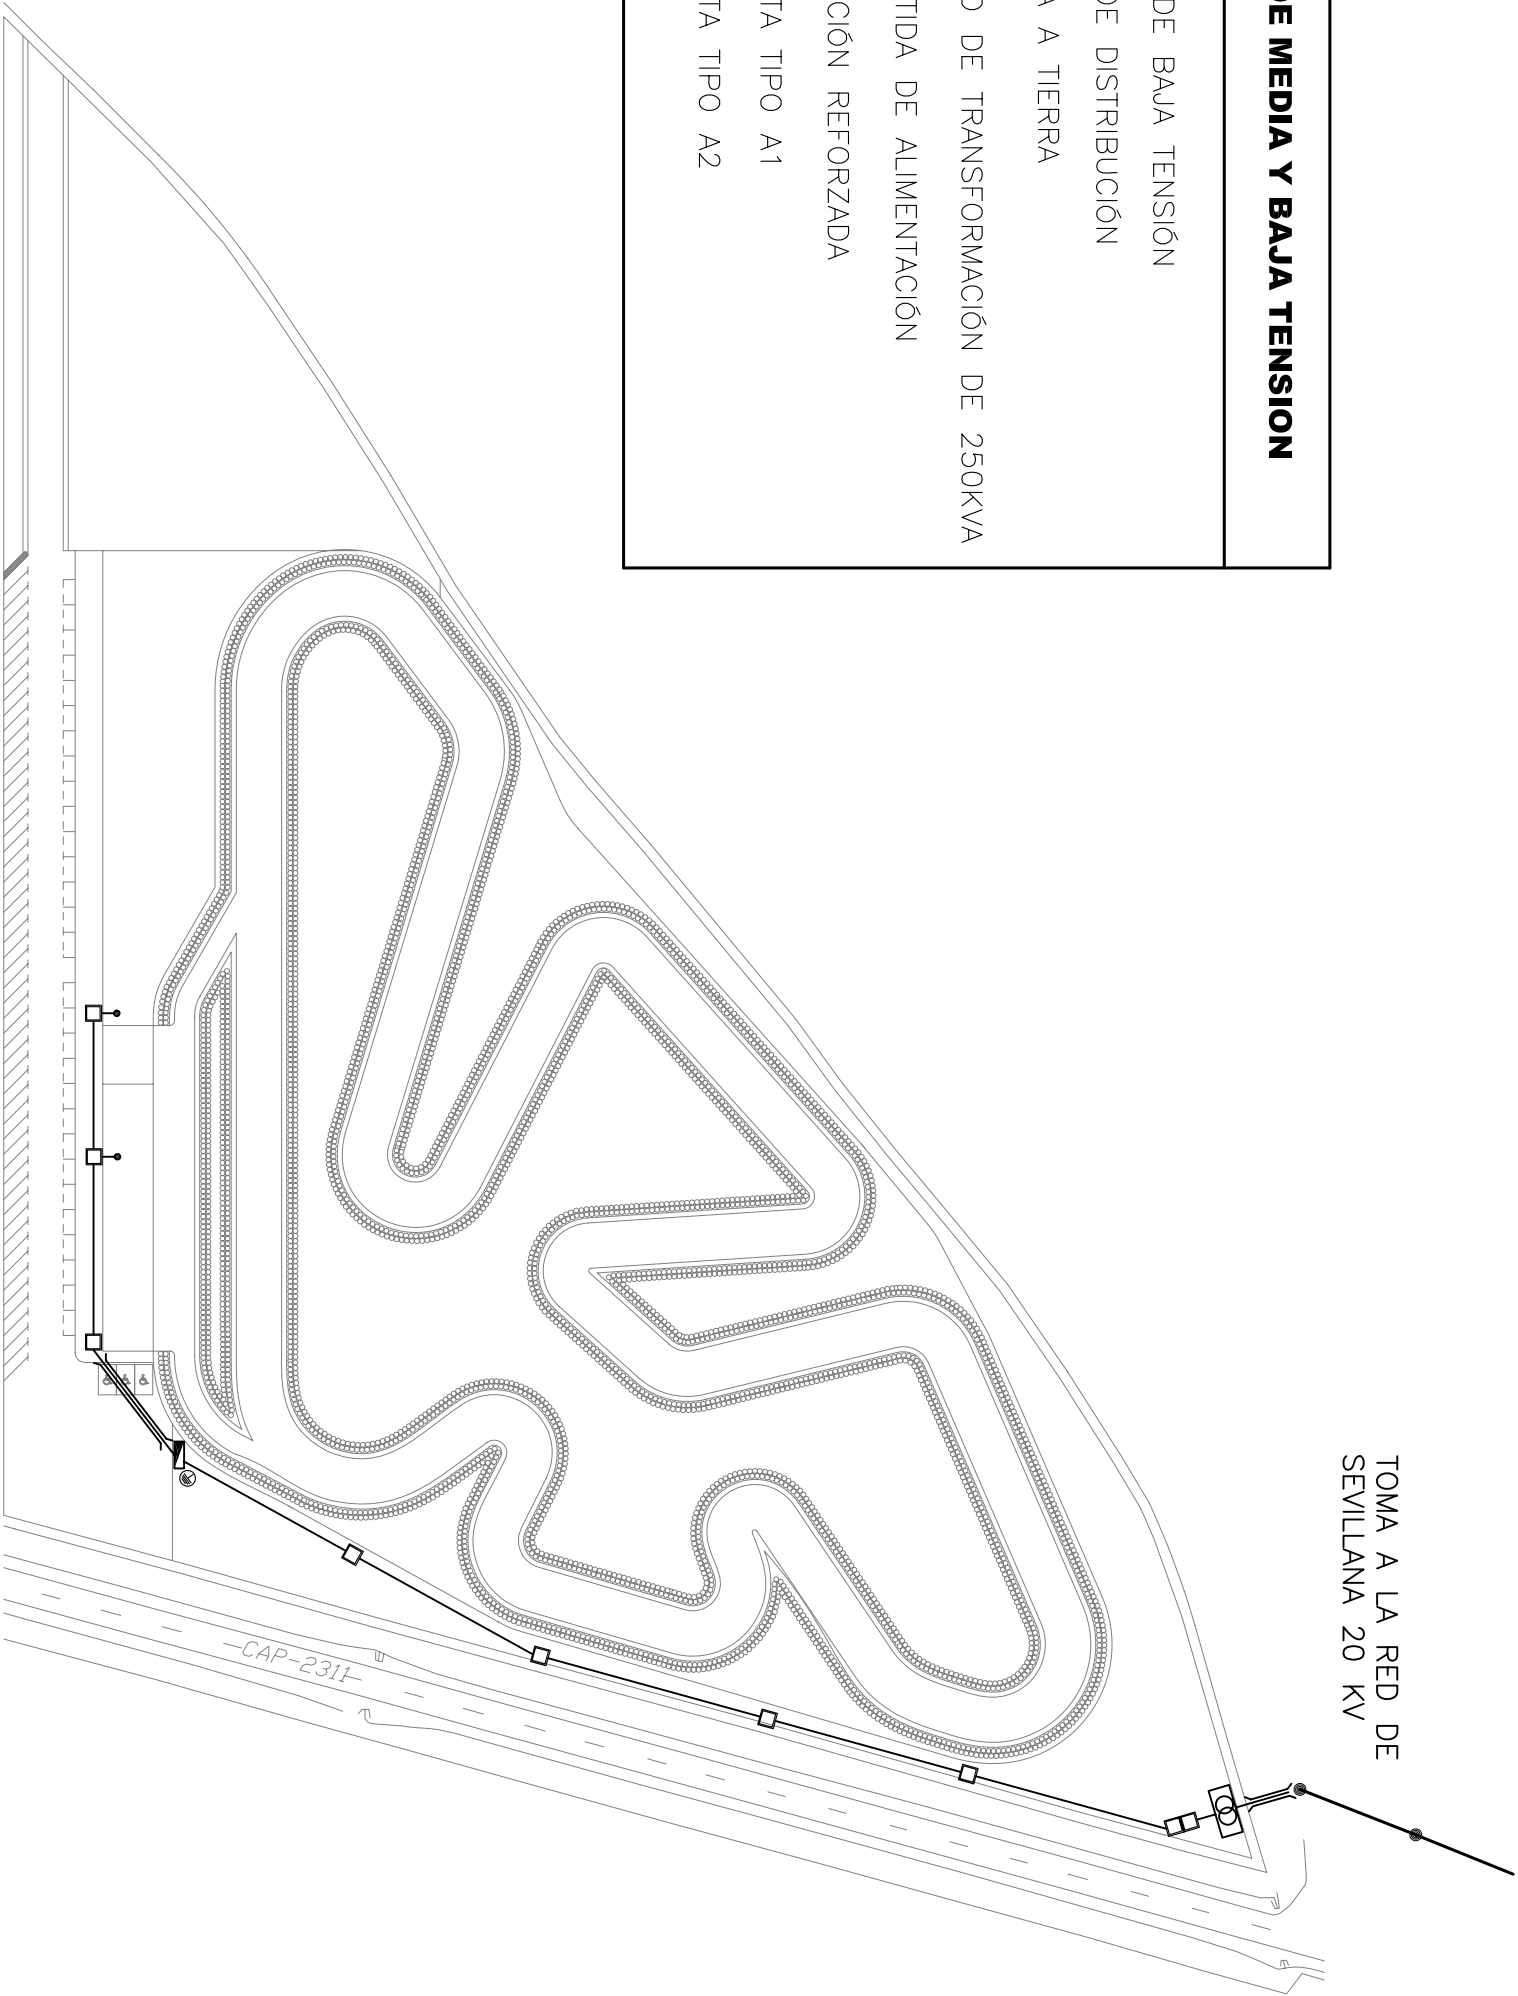 DE MEDIA Y BAJA TENSION
DE BAJA TENSIÓN
DE DISTRIBUCIÓN
A A TIERRA
O DE TRANSFORMACIÓN DE 250KVA
TIDA DE ALIMENTACIÓN
CIÓN REFORZADA
TA TIPO A1
TA TIPO A2
TOMA A LA RED DE
SEVILLANA 20 KV
CAP-2311